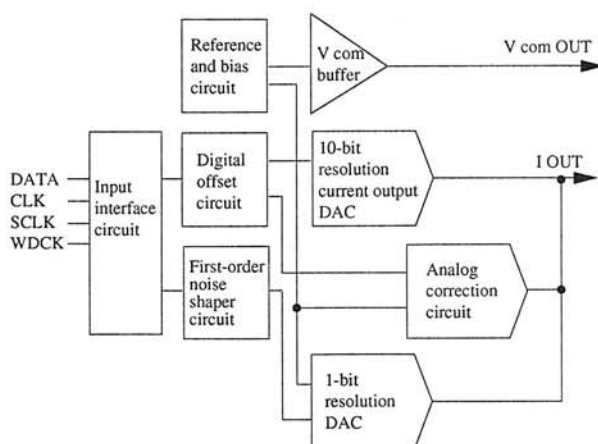 Reference
and bias
circuit
V com
buffer
V com OUT
DATA
CLK
SCLK
WDCK
Input
interface
circuit
Digital
offset
circuit
10-bit
resolution
current output
DAC
I OUT
First-order
noise
shaper
circuit
Analog
correction
circuit
1-bit
resolution
DAC